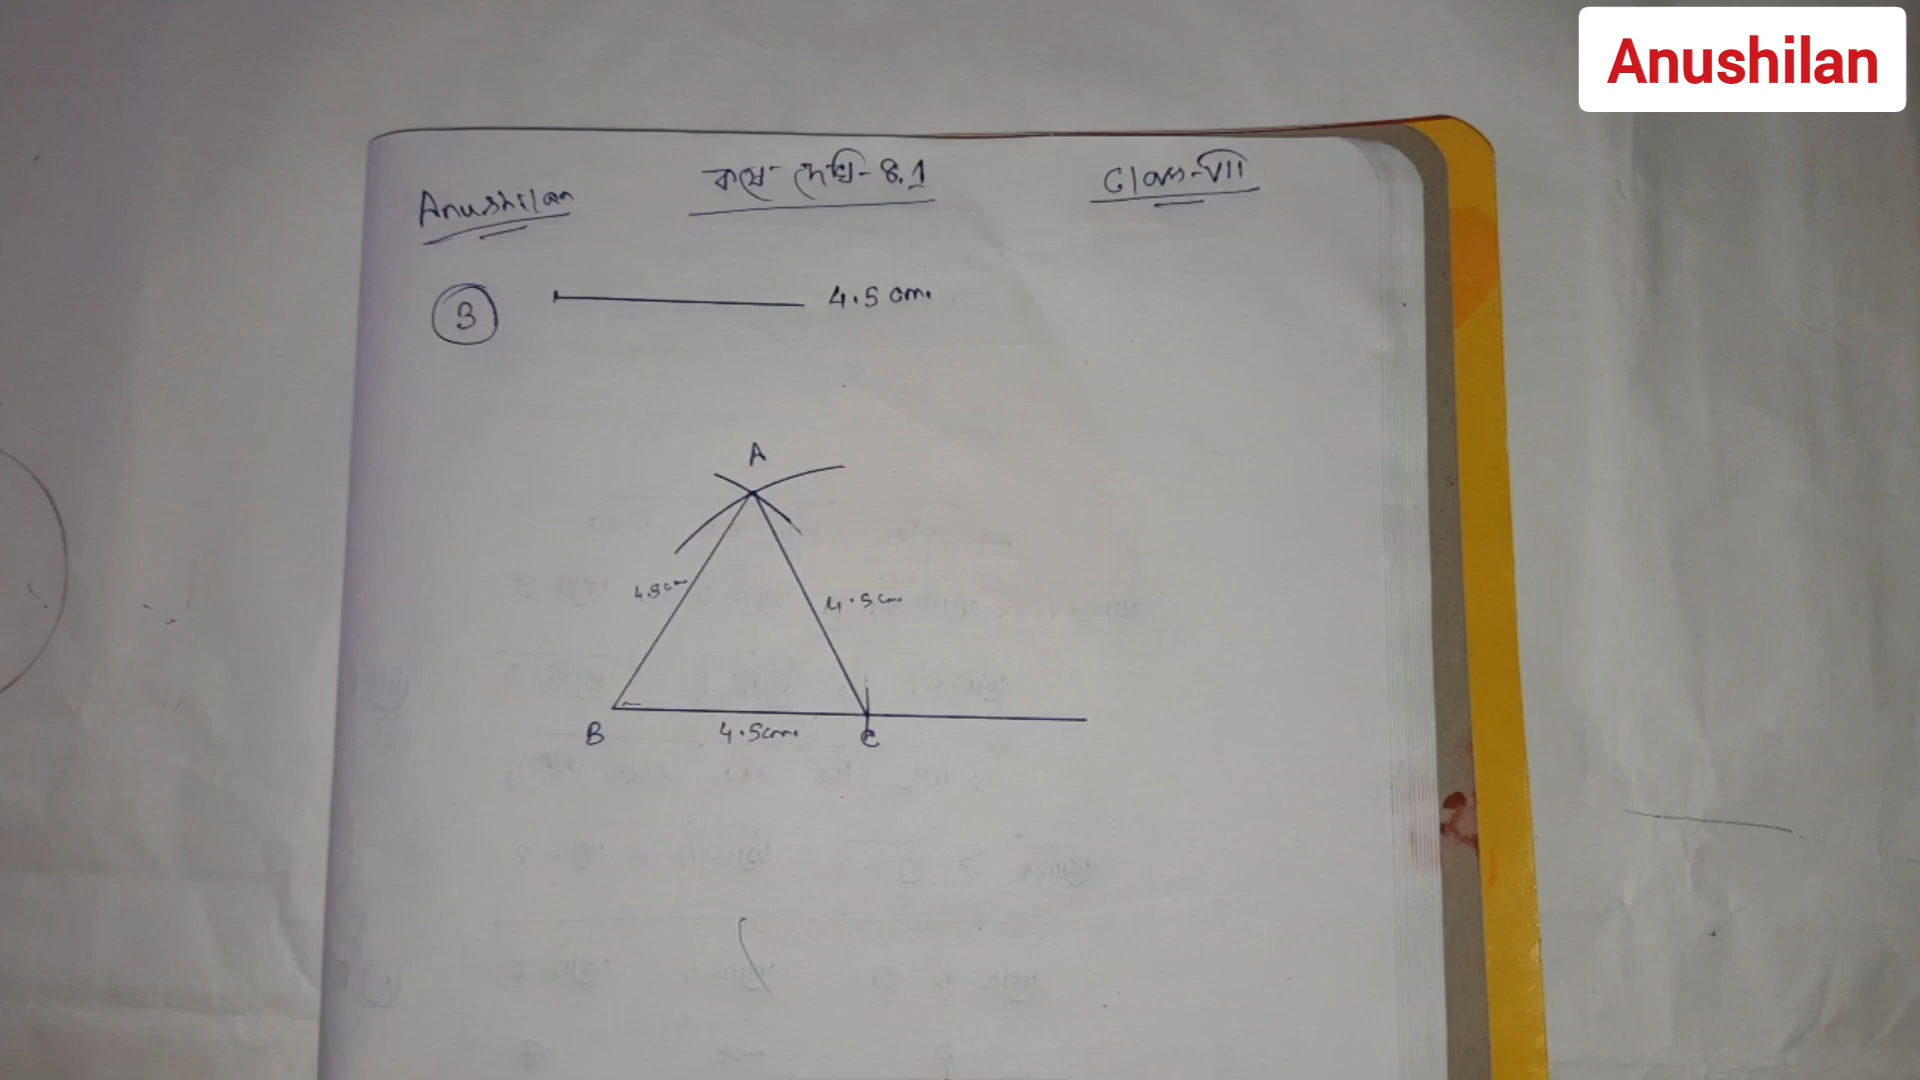 Anushilan
Anushilan কষে দেখি - 8.1 Class-VII
3 4.5 cm.
A
4.5cm 4.5cm
B 4.5cm. C